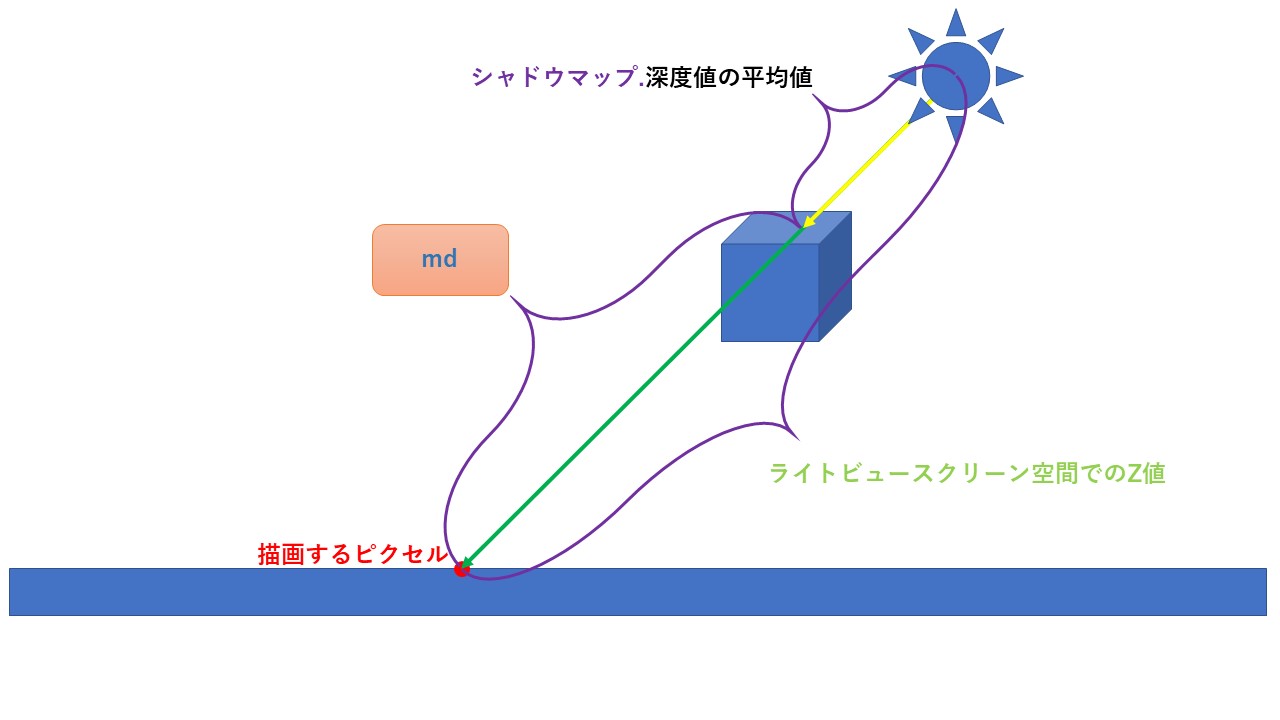 シャドウマップ.深度値の平均値
md
ライトビュースクリーン空間でのZ値
描画するピクセル